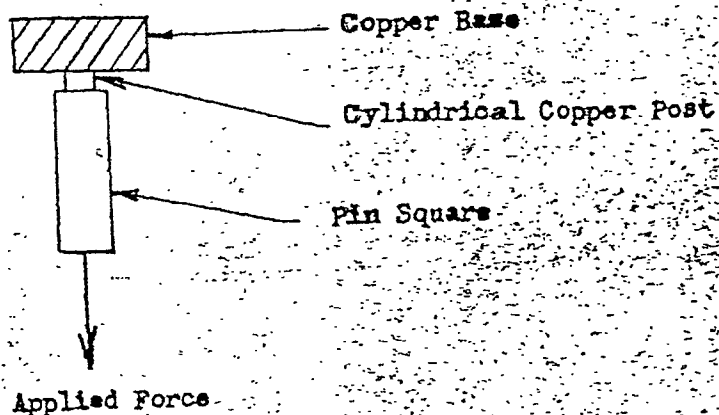 Copper Base
Cylindrical Copper Post
Pin Square
Applied Force